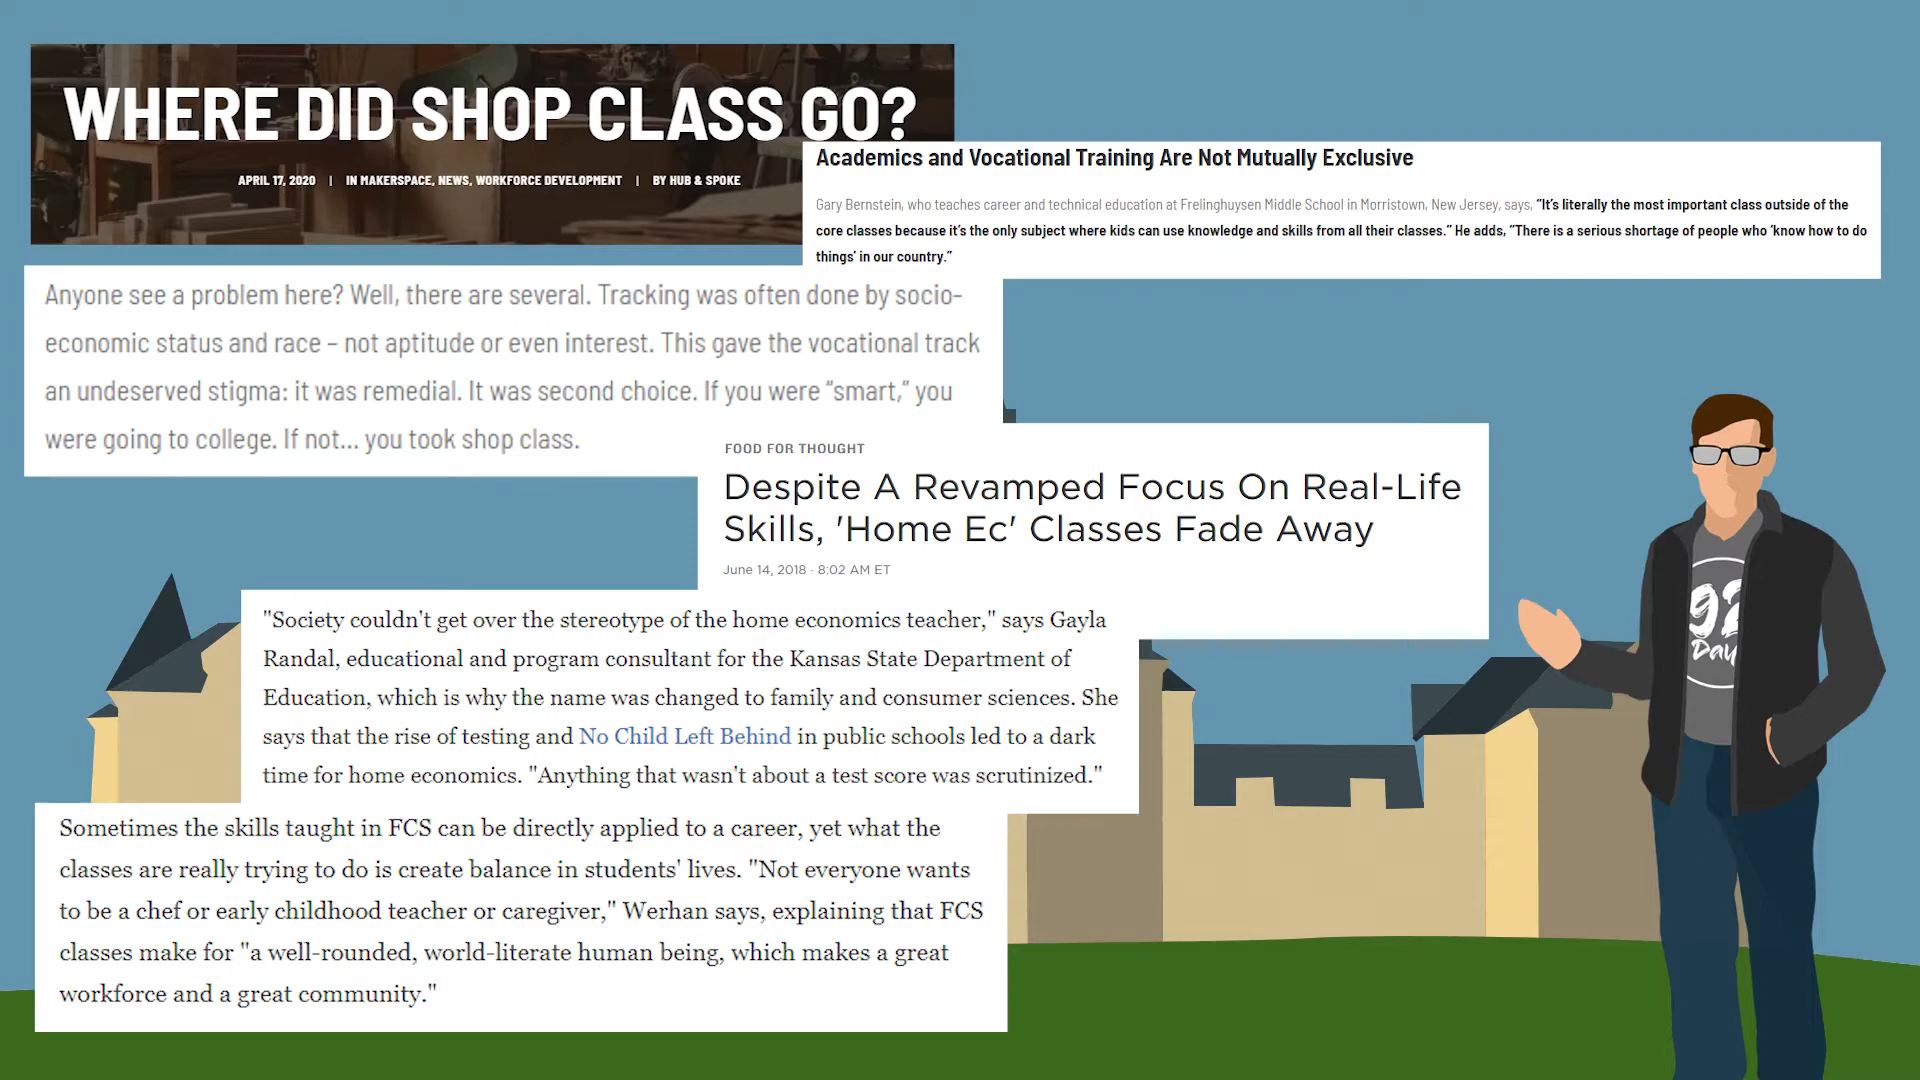 WHERE DID SHOP CLASS GO?
APRIL 17, 2020 | IN MAKERSPACE, NEWS, WORKFORCE DEVELOPMENT | BY HUB & SPOKE
Academics and Vocational Training Are Not Mutually Exclusive
Gary Bernstein, who teaches career and technical education at Frelinghuysen Middle School in Morristown, New Jersey, says, “It’s literally the most important class outside of the
core classes because it’s the only subject where kids can use knowledge and skills from all their classes.” He adds, “There is a serious shortage of people who ‘know how to do
things’ in our country.”
Anyone see a problem here? Well, there are several. Tracking was often done by socio-
economic status and race – not aptitude or even interest. This gave the vocational track
an undeserved stigma: it was remedial. It was second choice. If you were “smart,” you
were going to college. If not… you took shop class.
FOOD FOR THOUGHT
Despite A Revamped Focus On Real-Life
Skills, 'Home Ec' Classes Fade Away
June 14, 2018 · 8:02 AM ET
"Society couldn't get over the stereotype of the home economics teacher," says Gayla
Randal, educational and program consultant for the Kansas State Department of
Education, which is why the name was changed to family and consumer sciences. She
says that the rise of testing and No Child Left Behind in public schools led to a dark
time for home economics. "Anything that wasn't about a test score was scrutinized."
Sometimes the skills taught in FCS can be directly applied to a career, yet what the
classes are really trying to do is create balance in students' lives. "Not everyone wants
to be a chef or early childhood teacher or caregiver," Werhan says, explaining that FCS
classes make for "a well-rounded, world-literate human being, which makes a great
workforce and a great community."
92
Day